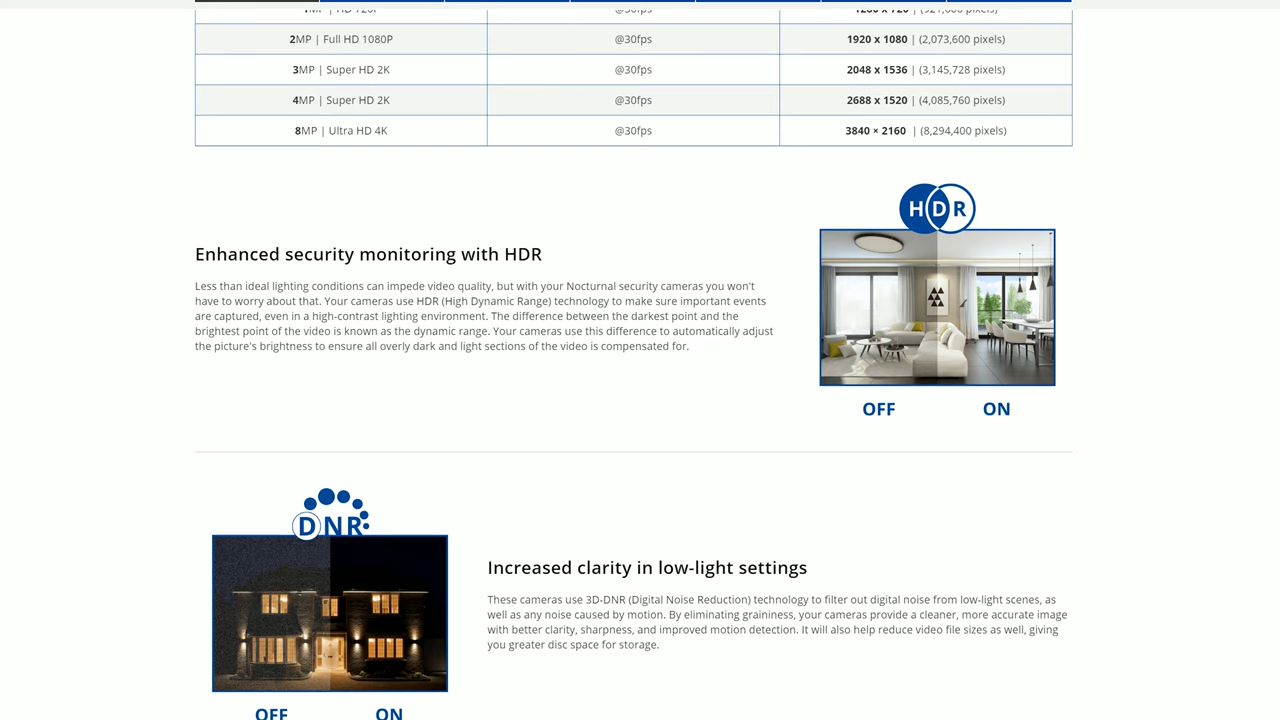 2MP | Full HD 1080P @30fps 1920 x 1080 | (2,073,600 pixels)
3MP | Super HD 2K @30fps 2048 x 1536 | (3,145,728 pixels)
4MP | Super HD 2K @30fps 2688 x 1520 | (4,085,760 pixels)
8MP | Ultra HD 4K @30fps 3840 × 2160 | (8,294,400 pixels)
HDR
Enhanced security monitoring with HDR
Less than ideal lighting conditions can impede video quality, but with your Nocturnal security cameras you won't
have to worry about that. Your cameras use HDR (High Dynamic Range) technology to make sure important events
are captured, even in a high-contrast lighting environment. The difference between the darkest point and the
brightest point of the video is known as the dynamic range. Your cameras use this difference to automatically adjust
the picture's brightness to ensure all overly dark and light sections of the video is compensated for.
OFF ON
DNR
Increased clarity in low-light settings
These cameras use 3D-DNR (Digital Noise Reduction) technology to filter out digital noise from low-light scenes, as
well as any noise caused by motion. By eliminating graininess, your cameras provide a cleaner, more accurate image
with better clarity, sharpness, and improved motion detection. It will also help reduce video file sizes as well, giving
you greater disc space for storage.
OFF ON